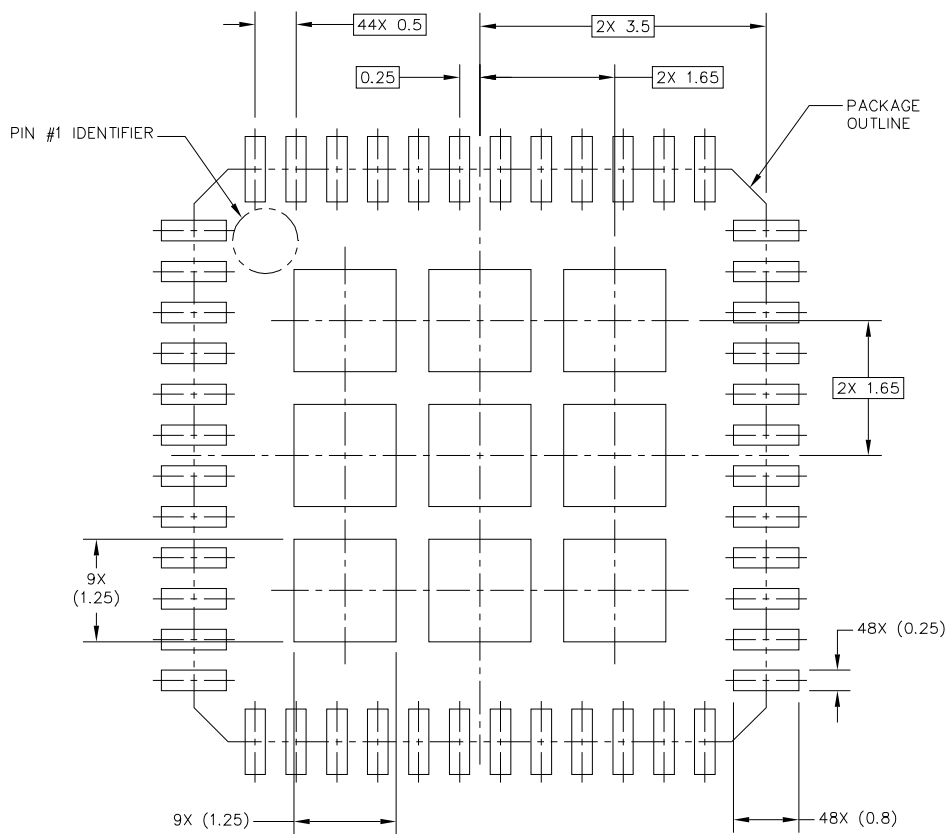 44X 0.5
2X 3.5
0.25
2X 1.65
PIN #1 IDENTIFIER
PACKAGE
OUTLINE
2X 1.65
9X
(1.25)
48X (0.25)
9X (1.25)
48X (0.8)